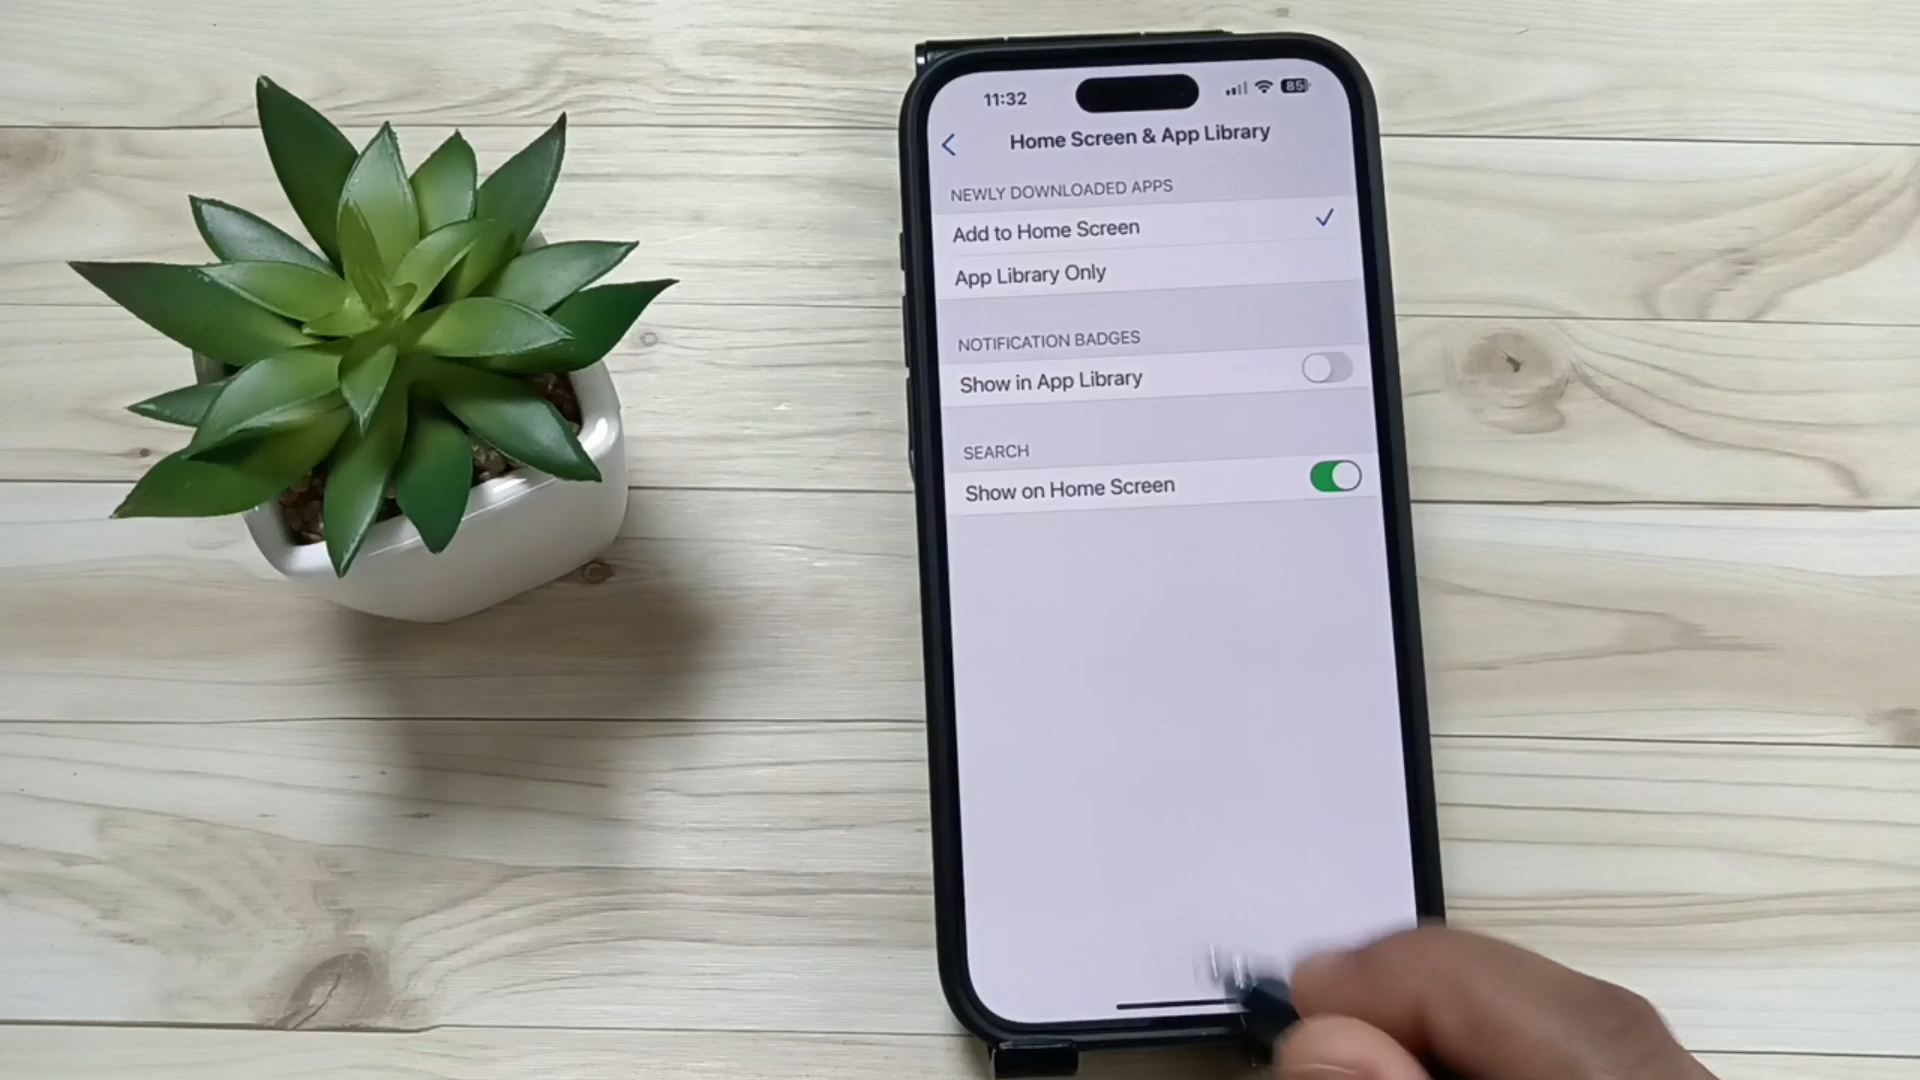 11:32
85
Home Screen & App Library
NEWLY DOWNLOADED APPS
Add to Home Screen
App Library Only
NOTIFICATION BADGES
Show in App Library
SEARCH
Show on Home Screen